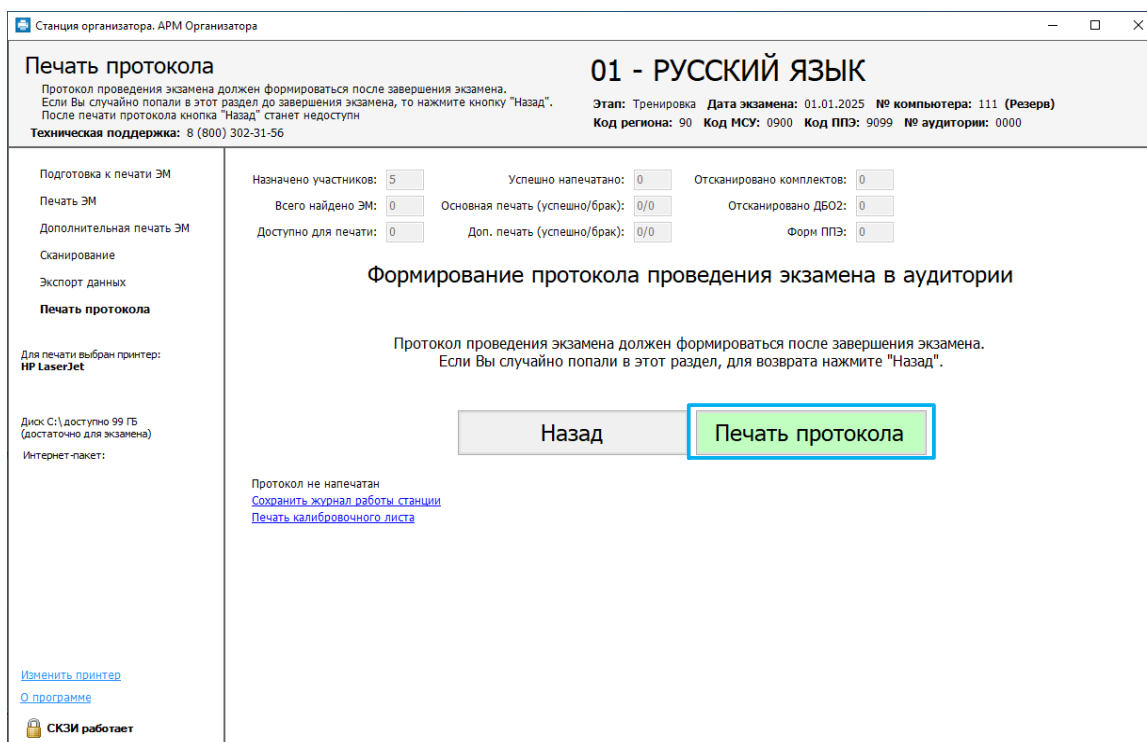 Станция организатора. АРМ Организатора
Печать протокола
Протокол проведения экзамена должен формироваться после завершения экзамена.
Если Вы случайно попали в этот раздел до завершения экзамена, то нажмите кнопку "Назад".
После печати протокола кнопка "Назад" станет недоступн
Техническая поддержка: 8 (800) 302-31-56
01 - РУССКИЙ ЯЗЫК
Этап: Тренировка Дата экзамена: 01.01.2025 № компьютера: 111 (Резерв)
Код региона: 90 Код МСУ: 0900 Код ППЭ: 9099 № аудитории: 0000
Подготовка к печати ЭМ
Печать ЭМ
Дополнительная печать ЭМ
Сканирование
Экспорт данных
Печать протокола
Для печати выбран принтер:
HP LaserJet
Диск C:\ доступно 99 ГБ
(достаточно для экзамена)
Интернет-пакет:
Изменить принтер
О программе
СКЗИ работает
Назначено участников: 5 Успешно напечатано: 0 Отсканировано комплектов: 0
Всего найдено ЭМ: 0 Основная печать (успешно/брак): 0/0 Отсканировано ДБО2: 0
Доступно для печати: 0 Доп. печать (успешно/брак): 0/0 Форм ППЭ: 0
Формирование протокола проведения экзамена в аудитории
Протокол проведения экзамена должен формироваться после завершения экзамена.
Если Вы случайно попали в этот раздел, для возврата нажмите "Назад".
Назад Печать протокола
Протокол не напечатан
Сохранить журнал работы станции
Печать калибровочного листа